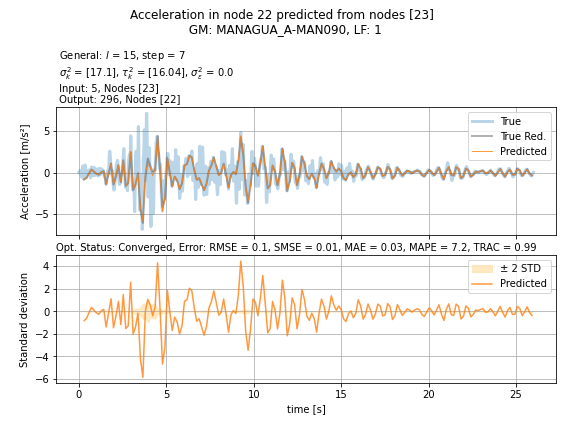 Acceleration in node 22 predicted from nodes [23]
GM: MANAGUA_A-MAN090, LF: 1
General: l = 15, step = 7
σ²ₖ = [17.1], τ²ₖ = [16.04], σ²_ε = 0.0
Input: 5, Nodes [23]
Output: 296, Nodes [22]
Acceleration [m/s²]
5
0
−5
True
True Red.
Predicted
Opt. Status: Converged, Error: RMSE = 0.1, SMSE = 0.01, MAE = 0.03, MAPE = 7.2, TRAC = 0.99
Standard deviation
4
2
0
−2
−4
−6
± 2 STD
Predicted
0 5 10 15 20 25
time [s]